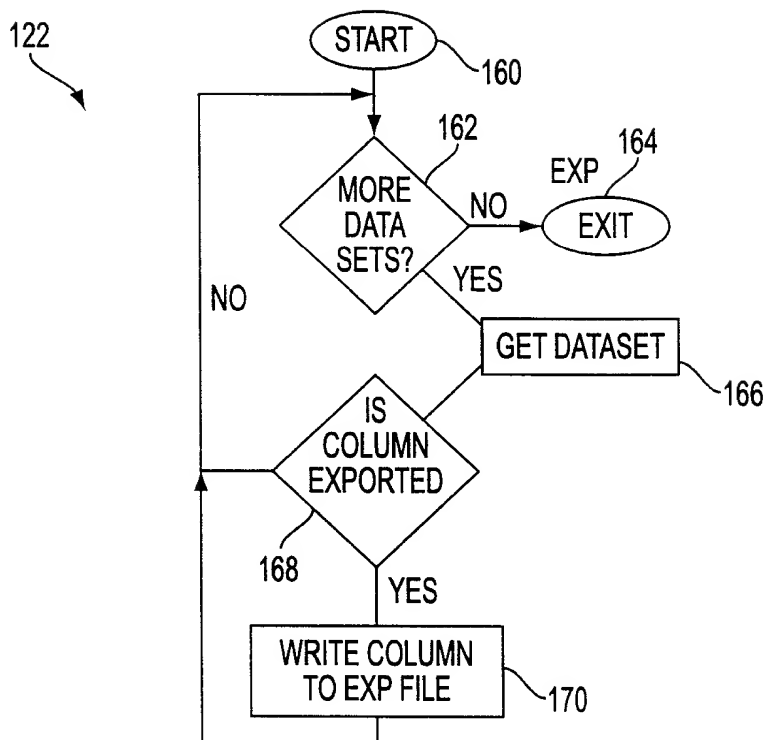 122
START
160
162
MORE
DATA
SETS?
NO
EXP
164
EXIT
YES
NO
GET DATASET
166
IS
COLUMN
EXPORTED
168
YES
WRITE COLUMN
TO EXP FILE
170